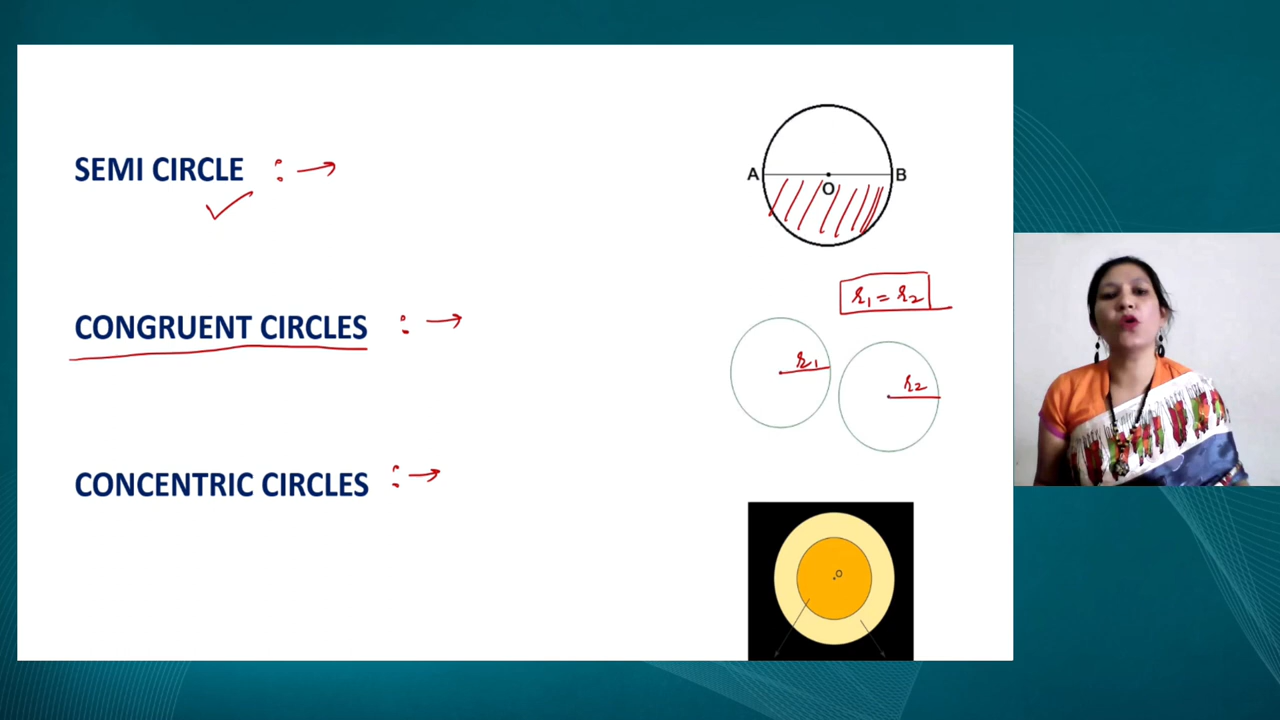 SEMI CIRCLE : →
A O B
r₁ = r₂
CONGRUENT CIRCLES : →
r₁
r₂
CONCENTRIC CIRCLES : →
O